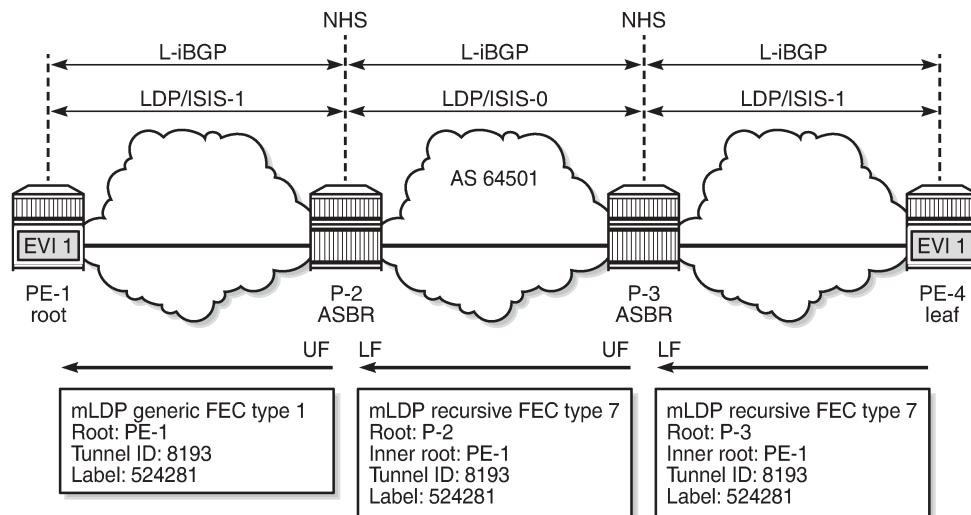 NHS
NHS
L-iBGP
L-iBGP
L-iBGP
LDP/ISIS-1
LDP/ISIS-0
LDP/ISIS-1
AS 64501
EVI 1
EVI 1
PE-1
root
P-2
ASBR
P-3
ASBR
PE-4
leaf
UF
LF
UF
LF
mLDP generic FEC type 1
Root: PE-1
Tunnel ID: 8193
Label: 524281
mLDP recursive FEC type 7
Root: P-2
Inner root: PE-1
Tunnel ID: 8193
Label: 524281
mLDP recursive FEC type 7
Root: P-3
Inner root: PE-1
Tunnel ID: 8193
Label: 524281